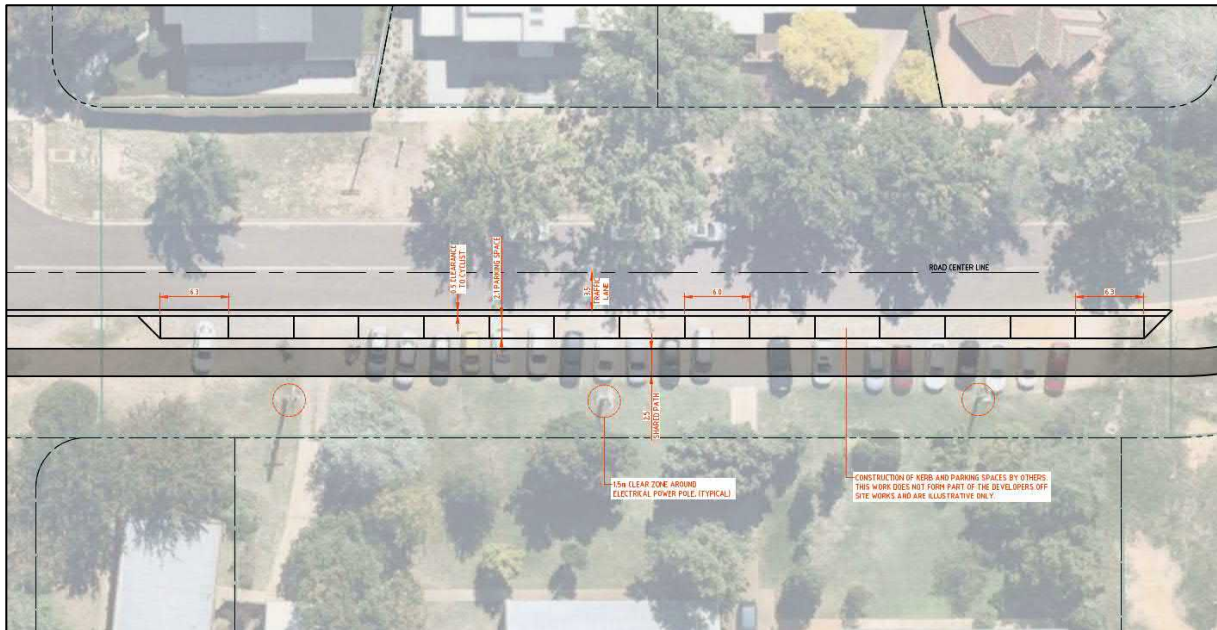 0.5 CLEARANCE
TO CYCLIST
2.1 PARKING SPACE
3.5
TRAFFIC
LANE
ROAD CENTER LINE
6.3
6.0
6.3
2.5
SHARED PATH
1.5m CLEAR ZONE AROUND
ELECTRICAL POWER POLE. (TYPICAL)
CONSTRUCTION OF KERB AND PARKING SPACES BY OTHERS.
THIS WORK DOES NOT FORM PART OF THE DEVELOPERS OFF
SITE WORKS AND ARE ILLUSTRATIVE ONLY.